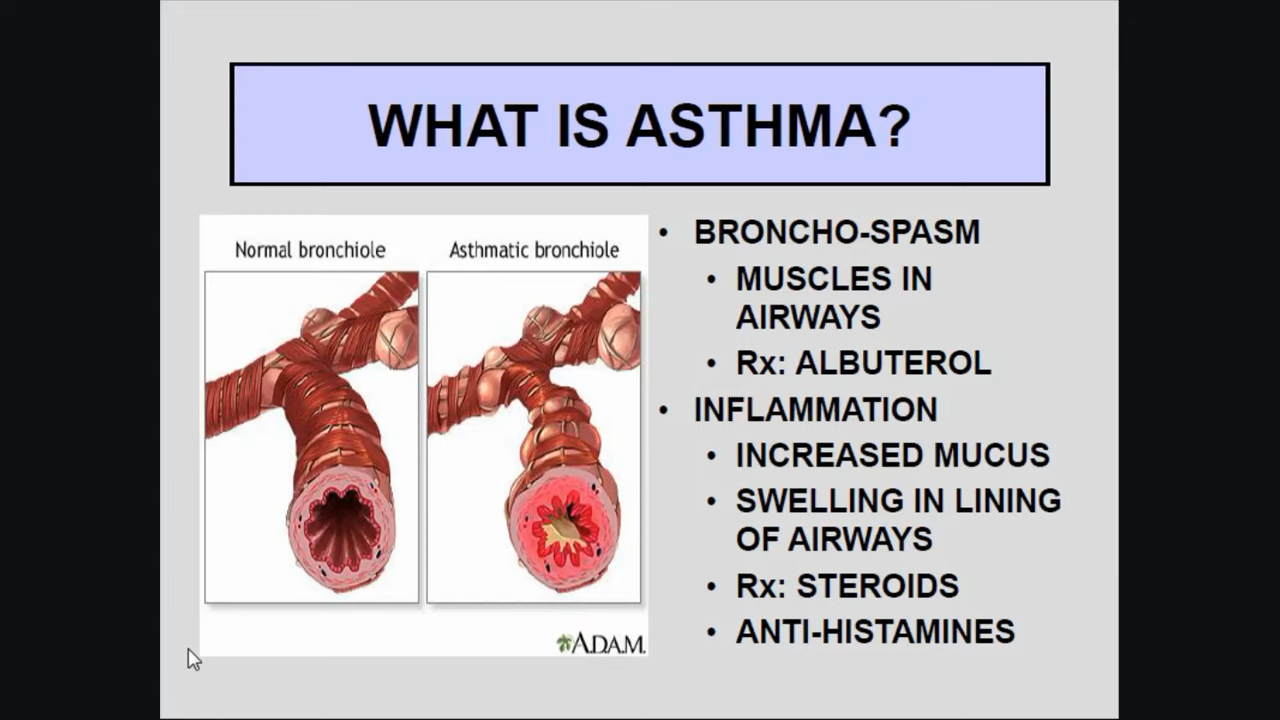 WHAT IS ASTHMA?
Normal bronchiole
Asthmatic bronchiole
A.D.A.M.
• BRONCHO-SPASM
• MUSCLES IN
AIRWAYS
• Rx: ALBUTEROL
• INFLAMMATION
• INCREASED MUCUS
• SWELLING IN LINING
OF AIRWAYS
• Rx: STEROIDS
• ANTI-HISTAMINES